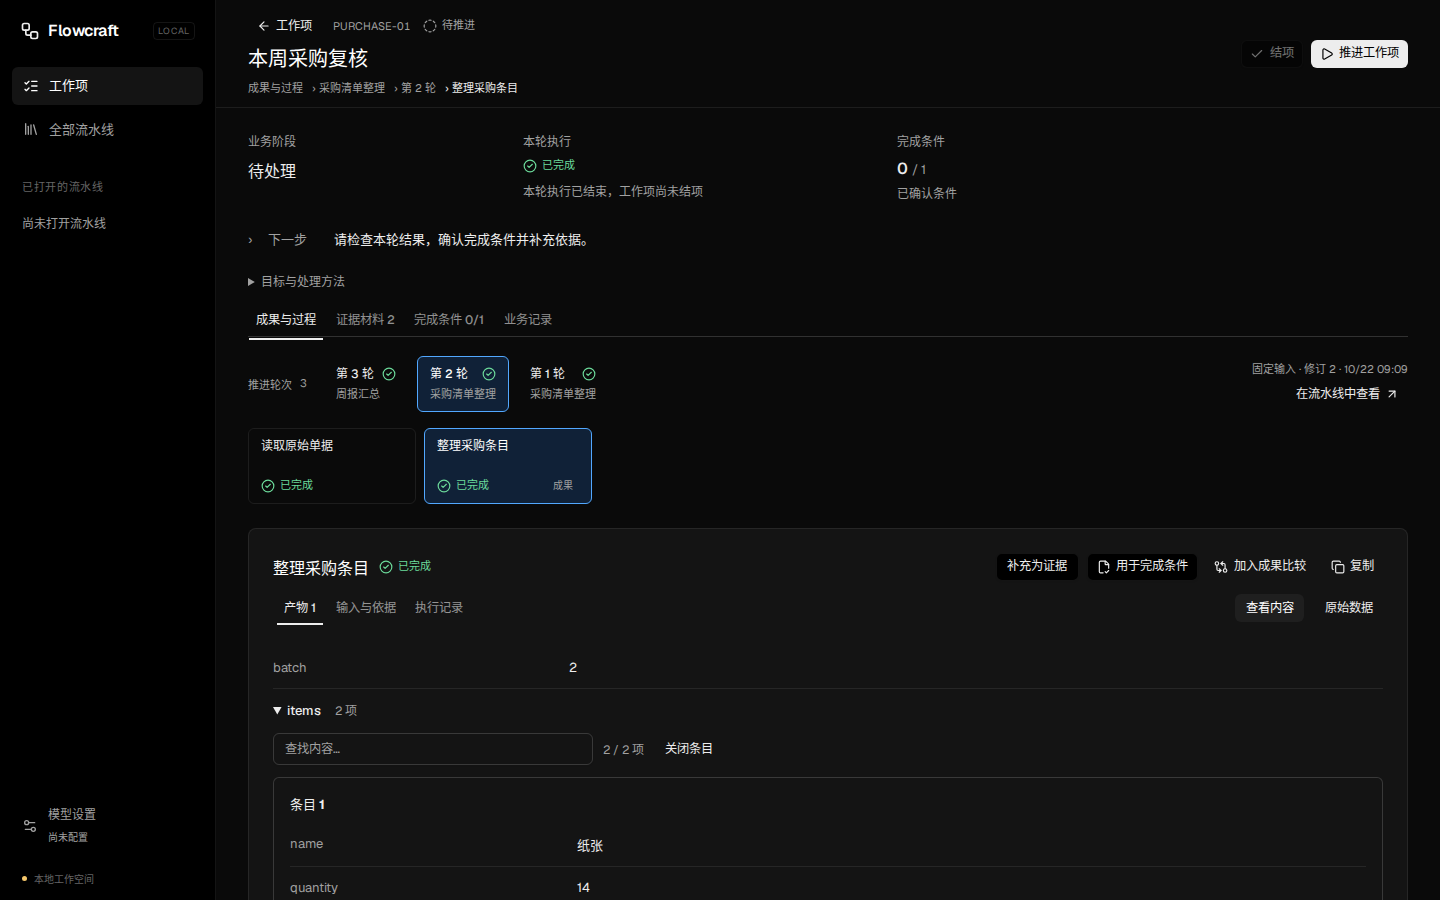 Flowcraft
LOCAL
工作项
全部流水线
已打开的流水线
尚未打开流水线
模型设置
尚未配置
本地工作空间
工作项 PURCHASE-01 待推进
本周采购复核
成果与过程 › 采购清单整理 › 第 2 轮 › 整理采购条目
结项
推进工作项
业务阶段
待处理
本轮执行
已完成
本轮执行已结束，工作项尚未结项
完成条件
0 / 1
已确认条件
› 下一步 请检查本轮结果，确认完成条件并补充依据。
目标与处理方法
成果与过程 证据材料 2 完成条件 0/1 业务记录
推进轮次 3
第 3 轮
周报汇总
第 2 轮
采购清单整理
第 1 轮
采购清单整理
固定输入 · 修订 2 · 10/22 09:09
在流水线中查看
读取原始单据
已完成
整理采购条目
已完成 成果
整理采购条目 已完成
补充为证据 用于完成条件 加入成果比较 复制
产物 1 输入与依据 执行记录
查看内容 原始数据
batch 2
items 2 项
查找内容... 2 / 2 项 关闭条目
条目 1
name 纸张
quantity 14